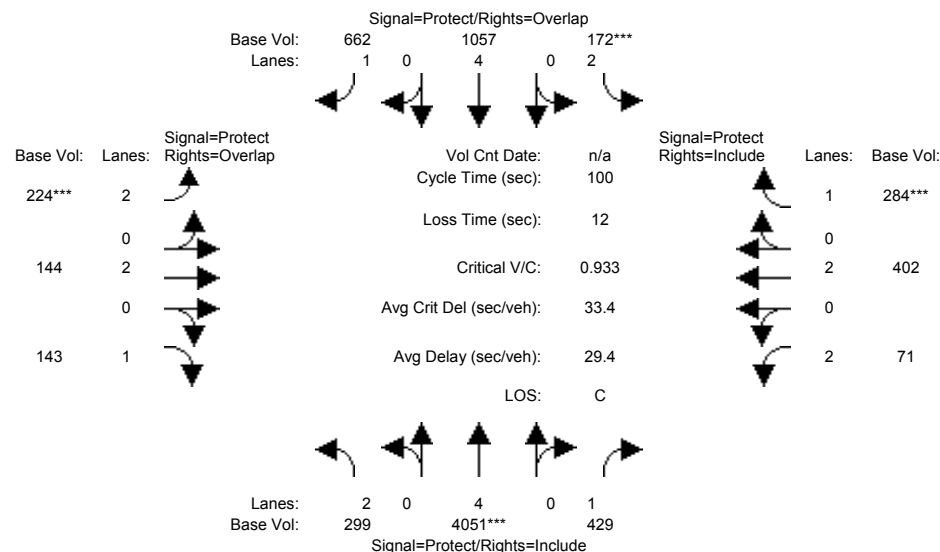 Signal=Protect/Rights=Overlap
Base Vol: 662 1057 172***
Lanes: 1 0 4 0 2
Signal=Protect
Rights=Overlap
Signal=Protect
Rights=Include
Base Vol: Lanes: Vol Cnt Date: n/a Lanes: Base Vol:
224*** 2 Cycle Time (sec): 100 1 284***
0 Loss Time (sec): 12 0
144 2 Critical V/C: 0.933 2 402
0 Avg Crit Del (sec/veh): 33.4 0
143 1 Avg Delay (sec/veh): 29.4 2 71
LOS: C
Lanes: 2 0 4 0 1
Base Vol: 299 4051*** 429
Signal=Protect/Rights=Include